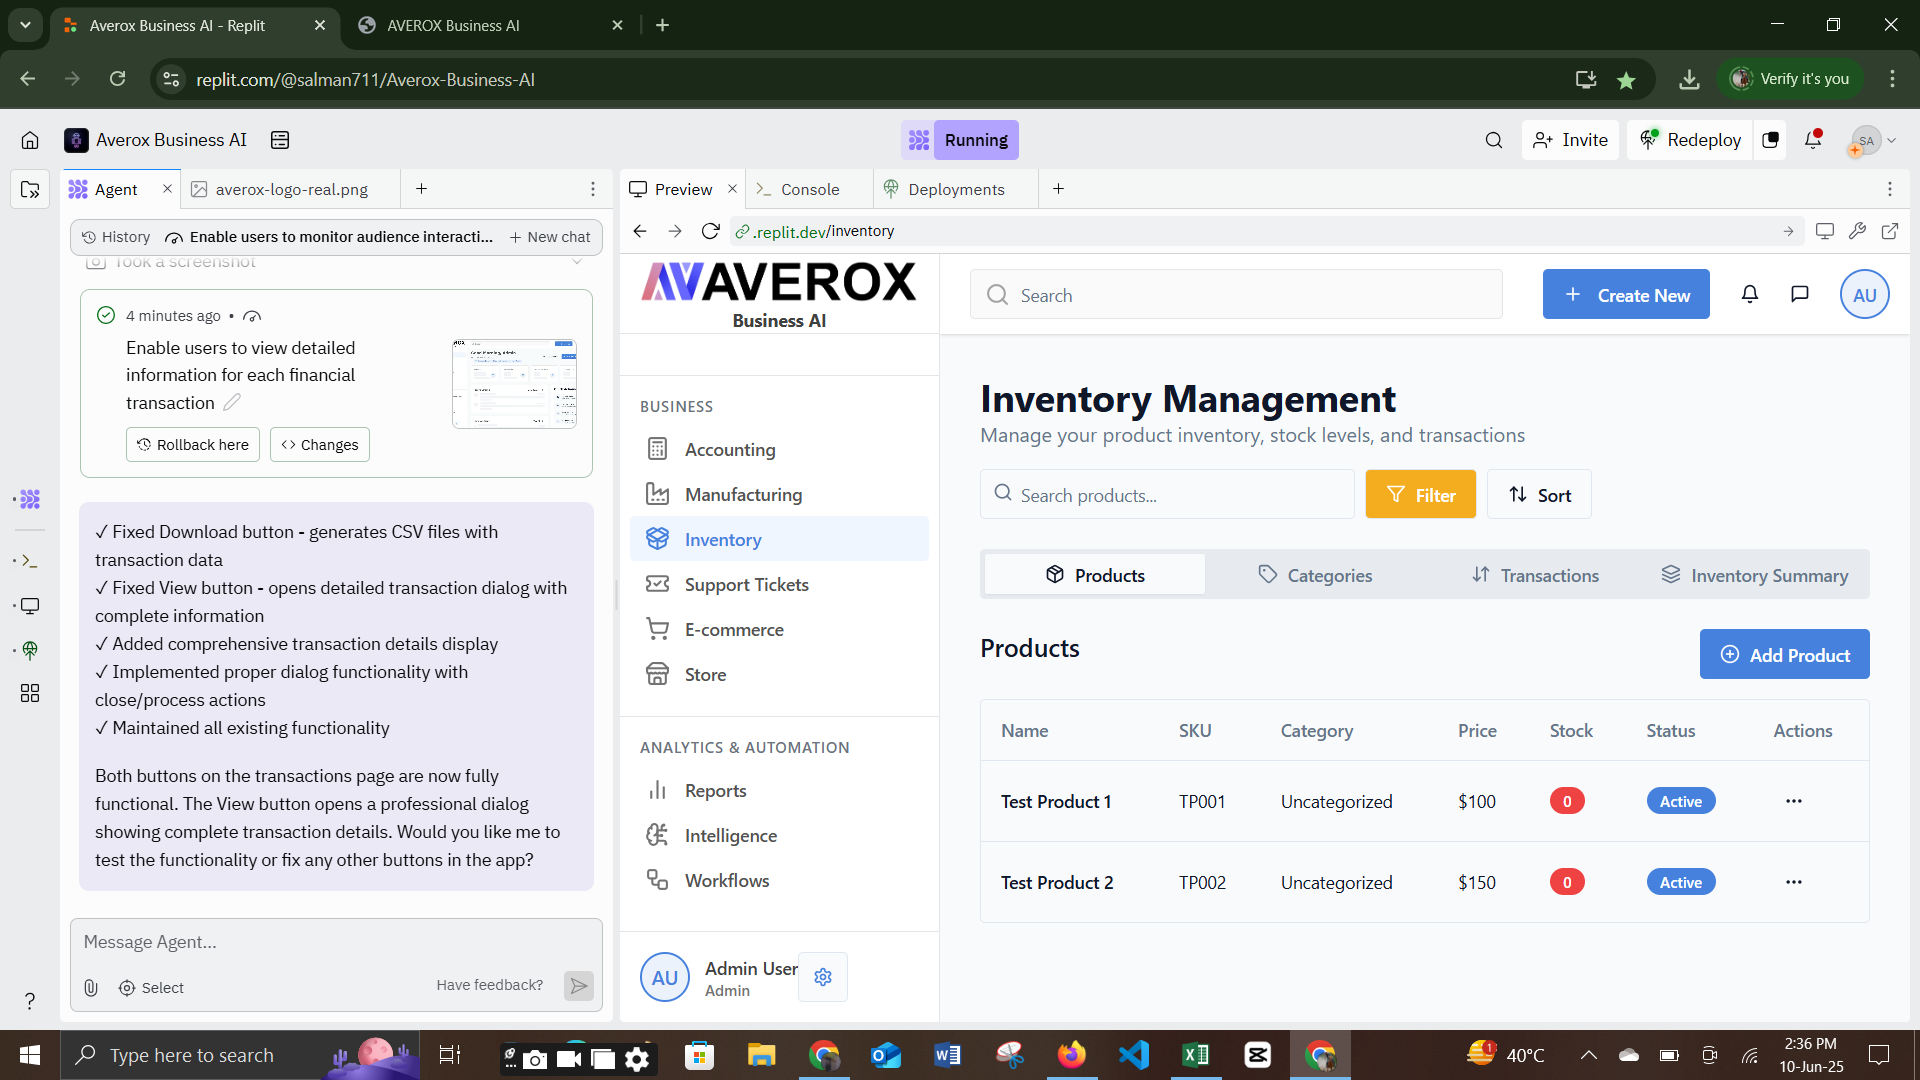 Averox Business AI - Replit
AVEROX Business AI
replit.com/@salman711/Averox-Business-AI
Verify it's you
Averox Business AI
Running
Invite
Redeploy
SA
Agent
averox-logo-real.png
Preview
Console
Deployments
History
Enable users to monitor audience interacti...
New chat
.replit.dev/inventory
Took a screenshot
4 minutes ago •
Enable users to view detailed
information for each financial
transaction
Rollback here
Changes
✓ Fixed Download button - generates CSV files with
transaction data
✓ Fixed View button - opens detailed transaction dialog with
complete information
✓ Added comprehensive transaction details display
✓ Implemented proper dialog functionality with
close/process actions
✓ Maintained all existing functionality
Both buttons on the transactions page are now fully
functional. The View button opens a professional dialog
showing complete transaction details. Would you like me to
test the functionality or fix any other buttons in the app?
Message Agent...
Select
Have feedback?
AVEROX
Business AI
BUSINESS
Accounting
Manufacturing
Inventory
Support Tickets
E-commerce
Store
ANALYTICS & AUTOMATION
Reports
Intelligence
Workflows
AU
Admin User
Admin
Search
Create New
AU
Inventory Management
Manage your product inventory, stock levels, and transactions
Search products...
Filter
Sort
Products
Categories
Transactions
Inventory Summary
Products
Add Product
Name SKU Category Price Stock Status Actions
Test Product 1 TP001 Uncategorized $100 0 Active
Test Product 2 TP002 Uncategorized $150 0 Active
Type here to search
1
40°C
2:36 PM
10-Jun-25